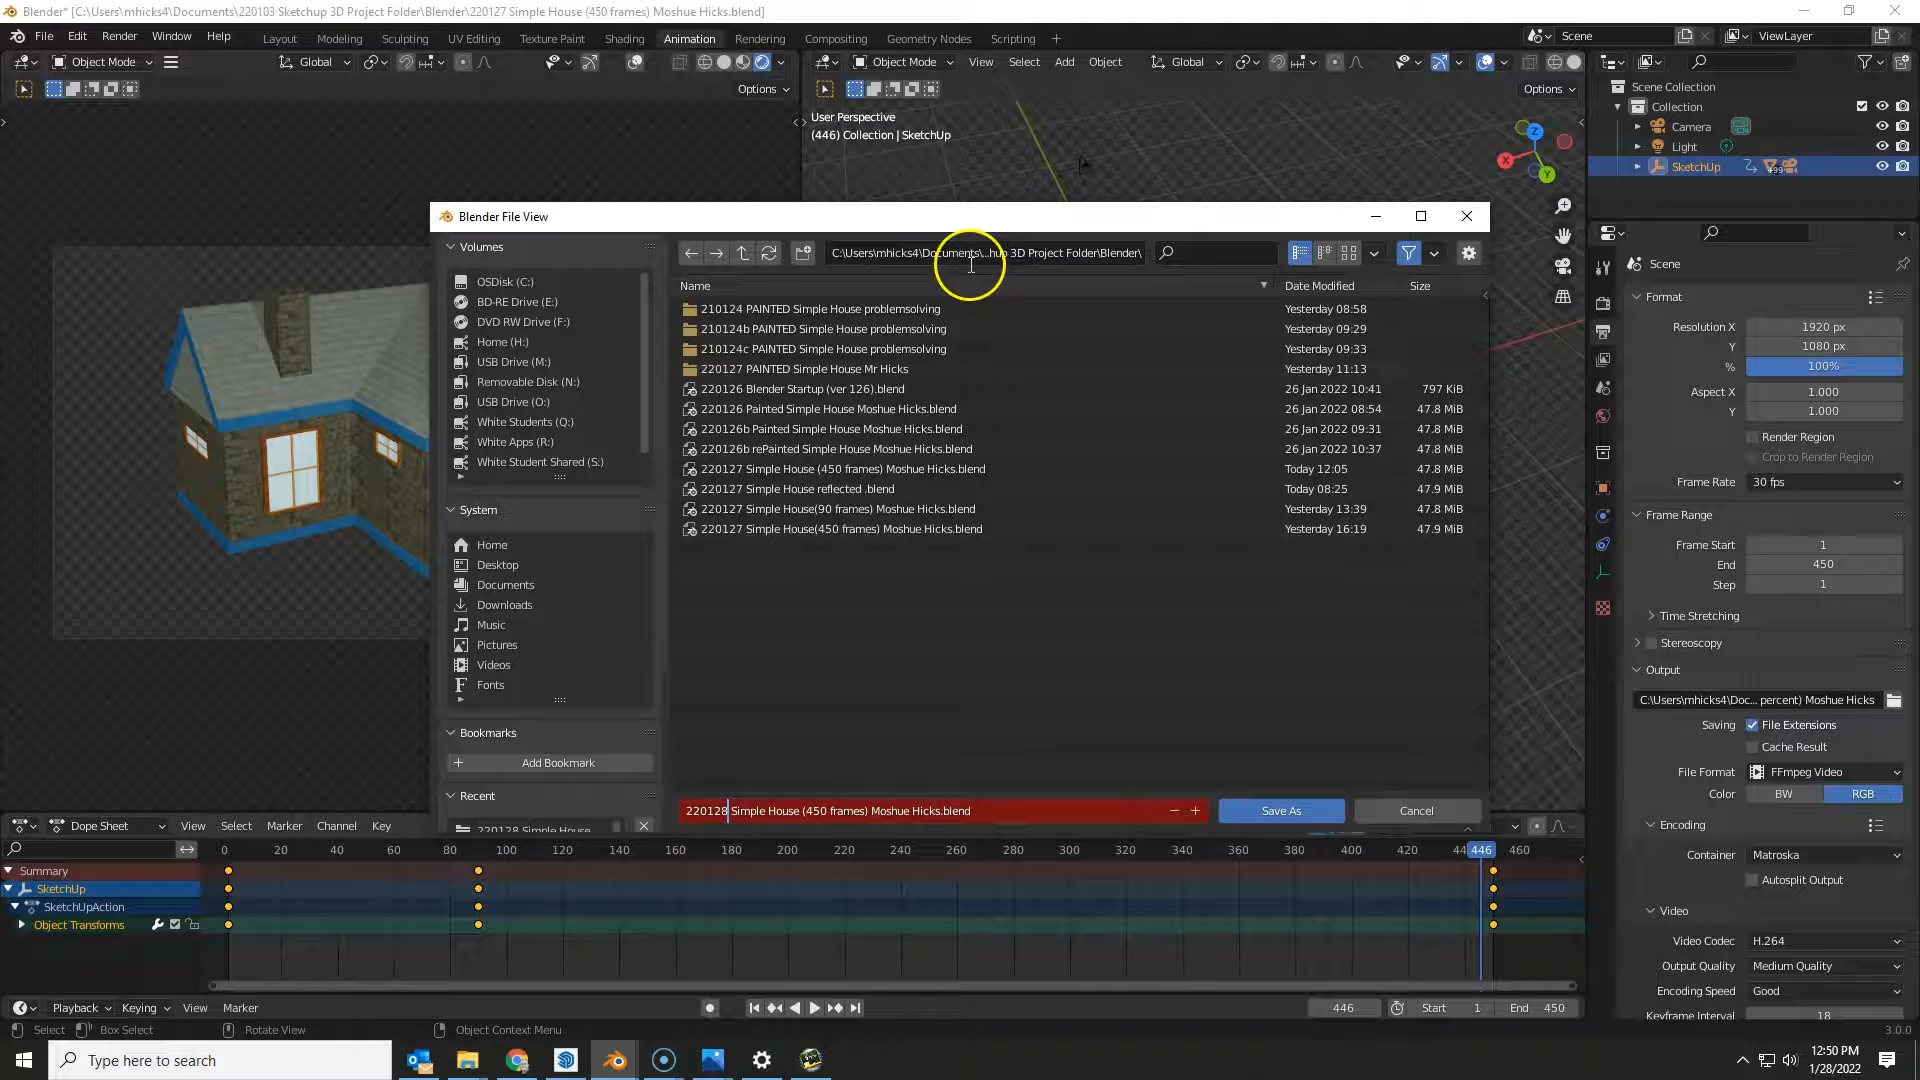 Blender* [C:\Users\mhicks4\Documents\220103 Sketchup 3D Project Folder\Blender\220127 Simple House (450 frames) Moshue Hicks.blend]
File Edit Render Window Help Layout Modeling Sculpting UV Editing Texture Paint Shading Animation Rendering Compositing Geometry Nodes Scripting + Scene ViewLayer
Object Mode Global Object Mode View Select Add Object Global
Options Options
User Perspective
(446) Collection | SketchUp
Scene Collection
Collection
Camera
Light
SketchUp
Z
X
Y
Blender File View
Volumes
OSDisk (C:)
BD-RE Drive (E:)
DVD RW Drive (F:)
Home (H:)
USB Drive (M:)
Removable Disk (N:)
USB Drive (O:)
White Students (Q:)
White Apps (R:)
White Student Shared (S:)
System
Home
Desktop
Documents
Downloads
Music
Pictures
Videos
Fonts
Bookmarks
Add Bookmark
Recent
220128 Simple House
C:\Users\mhicks4\Documents\...hup 3D Project Folder\Blender\
Name Date Modified Size
210124 PAINTED Simple House problemsolving Yesterday 08:58
210124b PAINTED Simple House problemsolving Yesterday 09:29
210124c PAINTED Simple House problemsolving Yesterday 09:33
220127 PAINTED Simple House Mr Hicks Yesterday 11:13
220126 Blender Startup (ver 126).blend 26 Jan 2022 10:41 797 KiB
220126 Painted Simple House Moshue Hicks.blend 26 Jan 2022 08:54 47.8 MiB
220126b Painted Simple House Moshue Hicks.blend 26 Jan 2022 09:31 47.8 MiB
220126b rePainted Simple House Moshue Hicks.blend 26 Jan 2022 10:37 47.8 MiB
220127 Simple House (450 frames) Moshue Hicks.blend Today 12:05 47.8 MiB
220127 Simple House reflected .blend Today 08:25 47.9 MiB
220127 Simple House(90 frames) Moshue Hicks.blend Yesterday 13:39 47.8 MiB
220127 Simple House(450 frames) Moshue Hicks.blend Yesterday 16:19 47.9 MiB
220128 Simple House (450 frames) Moshue Hicks.blend Save As Cancel
Scene
Format
Resolution X 1920 px
Y 1080 px
% 100%
Aspect X 1.000
Y 1.000
Render Region
Crop to Render Region
Frame Rate 30 fps
Frame Range
Frame Start 1
End 450
Step 1
Time Stretching
Stereoscopy
Output
C:\Users\mhicks4\Doc... percent) Moshue Hicks
Saving File Extensions
Cache Result
File Format FFmpeg Video
Color BW RGB
Encoding
Container Matroska
Autosplit Output
Video
Video Codec H.264
Output Quality Medium Quality
Encoding Speed Good
Keyframe Interval 18
Dope Sheet View Select Marker Channel Key
0 20 40 60 80 100 120 140 160 180 200 220 240 260 280 300 320 340 360 380 400 420 44 446 460
Summary
SketchUp
SketchUpAction
Object Transforms
Playback Keying View Marker 446 Start 1 End 450
Select Box Select Rotate View Object Context Menu 3.0.0
Type here to search
12:50 PM
1/28/2022